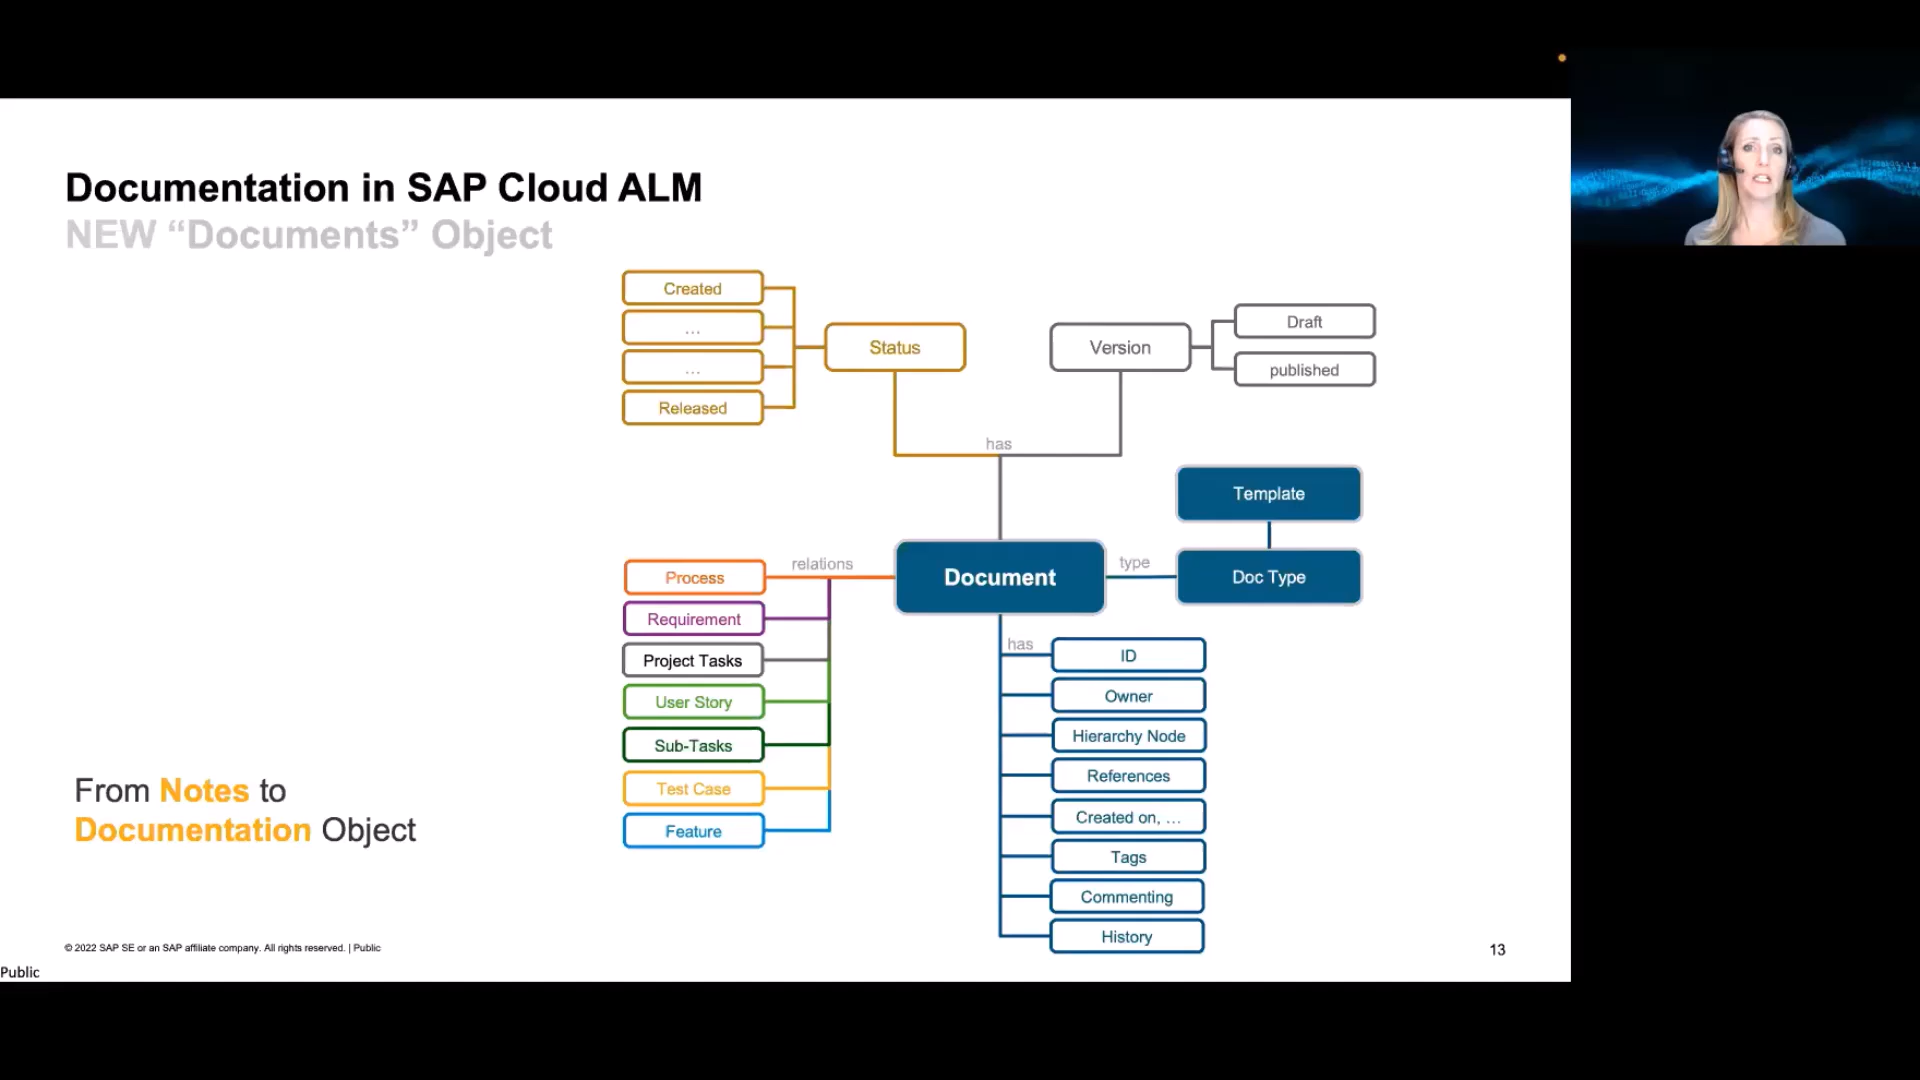 Documentation in SAP Cloud ALM
NEW “Documents” Object
Created
...
...
Released
Status
Version
Draft
published
has
Template
Doc Type
type
Document
relations
Process
Requirement
Project Tasks
User Story
Sub-Tasks
Test Case
Feature
has
ID
Owner
Hierarchy Node
References
Created on, ...
Tags
Commenting
History
From Notes to
Documentation Object
© 2022 SAP SE or an SAP affiliate company. All rights reserved. | Public
13
Public